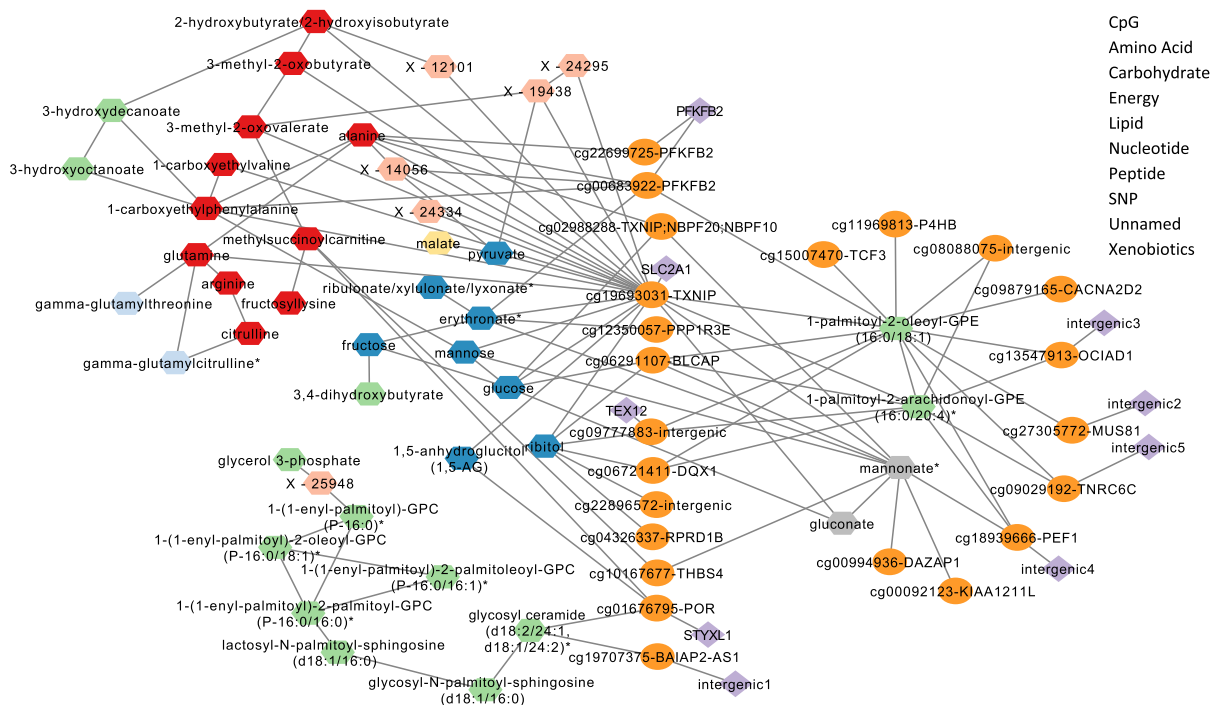 2-hydroxybutyrate/2-hydroxyisobutyrate
3-methyl-2-oxobutyrate
X - 12101
X - 24295
X - 19438
3-hydroxydecanoate
PFKFB2
3-methyl-2-oxovalerate
alanine
cg22699725-PFKFB2
3-hydroxyoctanoate
1-carboxyethylvaline
X - 14056
cg00683922-PFKFB2
1-carboxyethylphenylalanine
X - 24334
cg02988288-TXNIP;NBPF20;NBPF10
cg11969813-P4HB
methylsuccinoylcarnitine
malate
pyruvate
cg15007470-TCF3
cg08088075-intergenic
glutamine
SLC2A1
arginine
ribulonate/xylulonate/lyxonate*
cg19693031-TXNIP
cg09879165-CACNA2D2
gamma-glutamylthreonine
fructosyllysine
erythronate*
cg12350057-PPP1R3E
1-palmitoyl-2-oleoyl-GPE
(16:0/18:1)
intergenic3
citrulline
fructose
mannose
cg06291107-BLCAP
cg13547913-OCIAD1
gamma-glutamylcitrulline*
3,4-dihydroxybutyrate
glucose
1-palmitoyl-2-arachidonoyl-GPE
(16:0/20:4)*
intergenic2
TEX12
cg09777883-intergenic
cg27305772-MUS81
intergenic5
1,5-anhydroglucitol
(1,5-AG)
ribitol
glycerol 3-phosphate
cg06721411-DQX1
mannonate*
X - 25948
cg09029192-TNRC6C
cg22896572-intergenic
1-(1-enyl-palmitoyl)-GPC
(P-16:0)*
gluconate
cg04326337-RPRD1B
cg18939666-PEF1
1-(1-enyl-palmitoyl)-2-oleoyl-GPC
(P-16:0/18:1)*
intergenic4
1-(1-enyl-palmitoyl)-2-palmitoleoyl-GPC
(P-16:0/16:1)*
cg10167677-THBS4
cg00994936-DAZAP1
cg00092123-KIAA1211L
1-(1-enyl-palmitoyl)-2-palmitoyl-GPC
(P-16:0/16:0)*
cg01676795-POR
glycosyl ceramide
(d18:2/24:1,
d18:1/24:2)*
STYXL1
lactosyl-N-palmitoyl-sphingosine
(d18:1/16:0)
cg19707375-BAIAP2-AS1
glycosyl-N-palmitoyl-sphingosine
(d18:1/16:0)
intergenic1
CpG
Amino Acid
Carbohydrate
Energy
Lipid
Nucleotide
Peptide
SNP
Unnamed
Xenobiotics